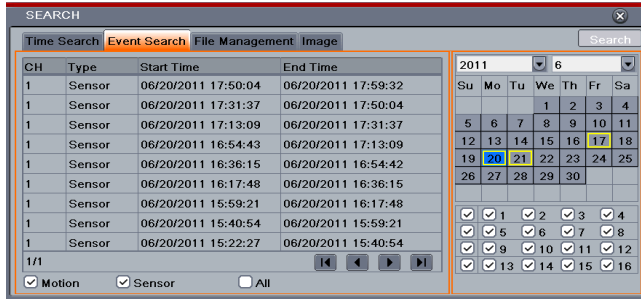 SEARCH
Time Search Event Search File Management Image
Search
CH Type Start Time End Time
1 Sensor 06/20/2011 17:50:04 06/20/2011 17:59:32
1 Sensor 06/20/2011 17:31:37 06/20/2011 17:50:04
1 Sensor 06/20/2011 17:13:09 06/20/2011 17:31:37
1 Sensor 06/20/2011 16:54:43 06/20/2011 17:13:09
1 Sensor 06/20/2011 16:36:15 06/20/2011 16:54:42
1 Sensor 06/20/2011 16:17:48 06/20/2011 16:36:15
1 Sensor 06/20/2011 15:59:21 06/20/2011 16:17:48
1 Sensor 06/20/2011 15:40:54 06/20/2011 15:59:21
1 Sensor 06/20/2011 15:22:27 06/20/2011 15:40:54
1/1
Motion Sensor All
2011 6
Su Mo Tu We Th Fr Sa
1 2 3 4
5 6 7 8 9 10 11
12 13 14 15 16 17 18
19 20 21 22 23 24 25
26 27 28 29 30
1 2 3 4
5 6 7 8
9 10 11 12
13 14 15 16